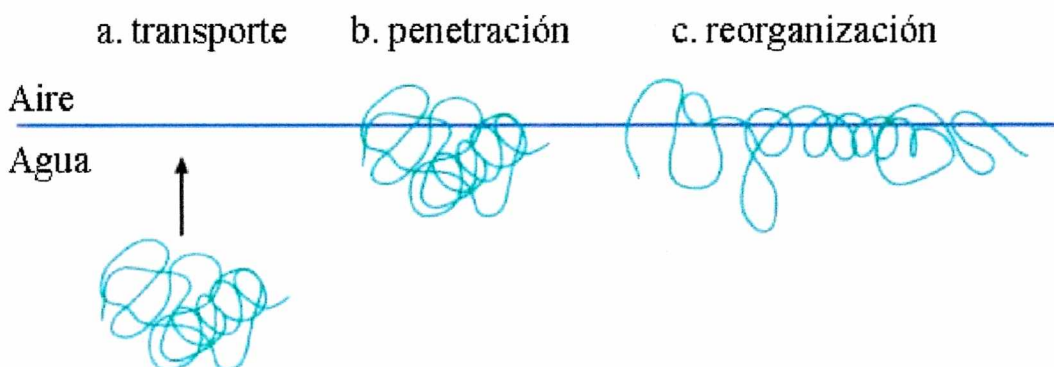 a. transporte b. penetración c. reorganización
Aire
Agua